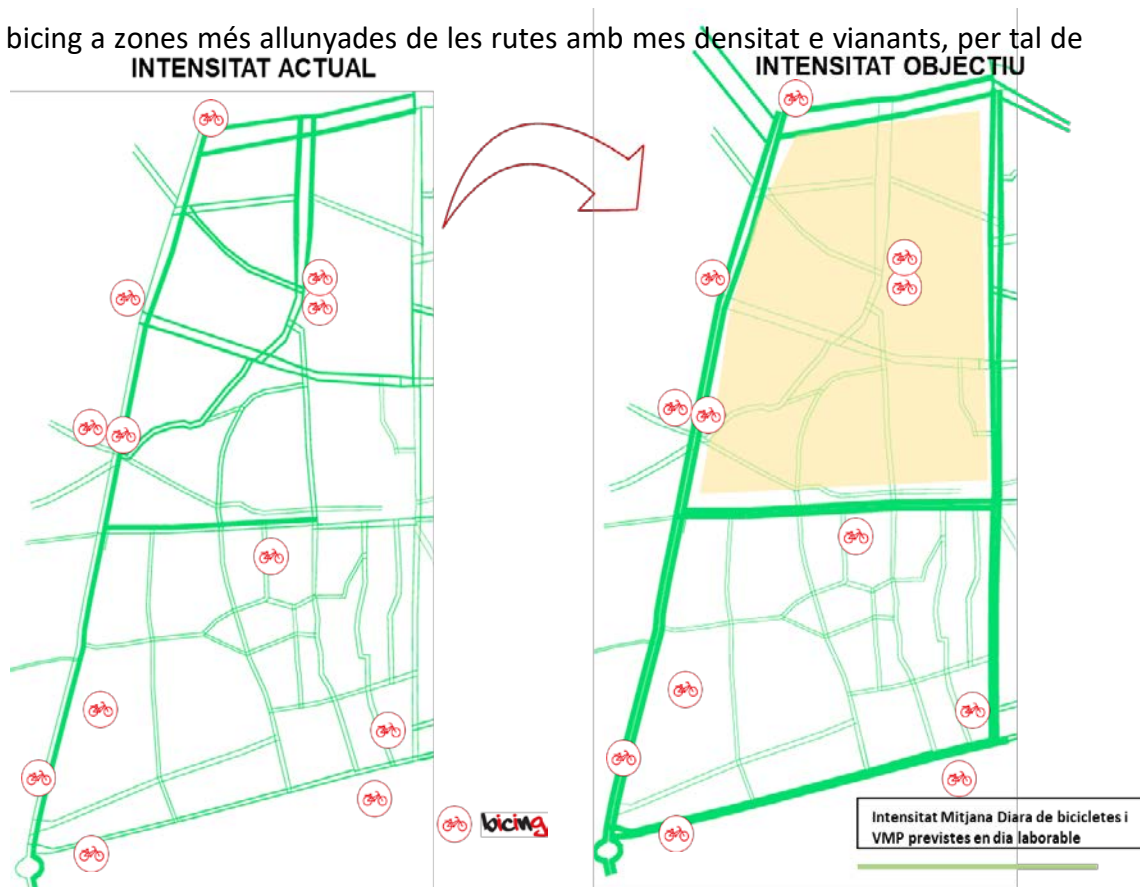 bicing a zones més allunyades de les rutes amb mes densitat e vianants, per tal de
INTENSITAT ACTUAL
INTENSITAT OBJECTIU
bicing
Intensitat Mitjana Diara de bicicletes i
VMP previstes en dia laborable